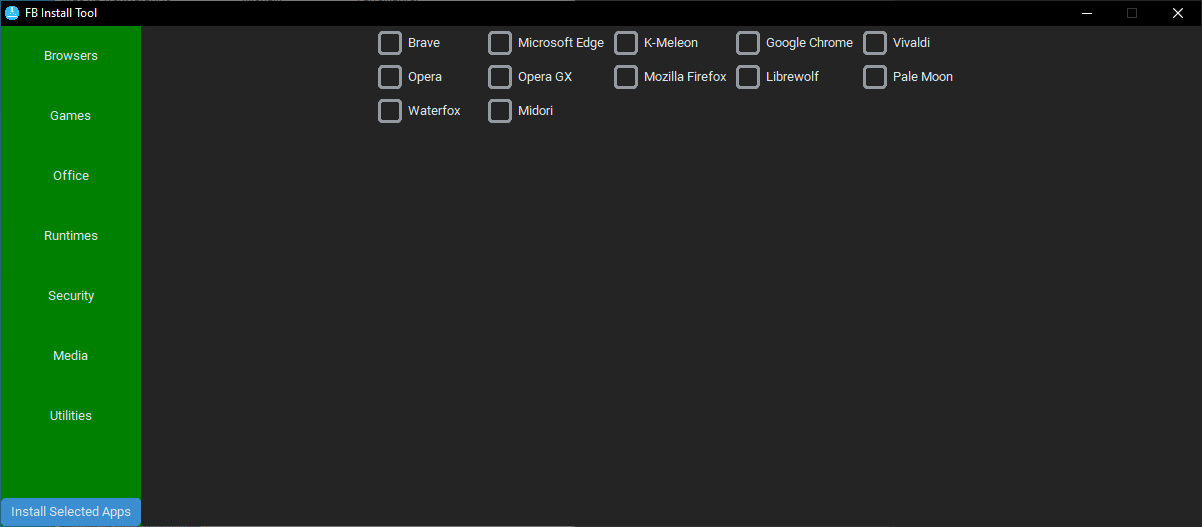 FB Install Tool
Browsers
Games
Office
Runtimes
Security
Media
Utilities
Install Selected Apps
Brave Microsoft Edge K-Meleon Google Chrome Vivaldi
Opera Opera GX Mozilla Firefox Librewolf Pale Moon
Waterfox Midori